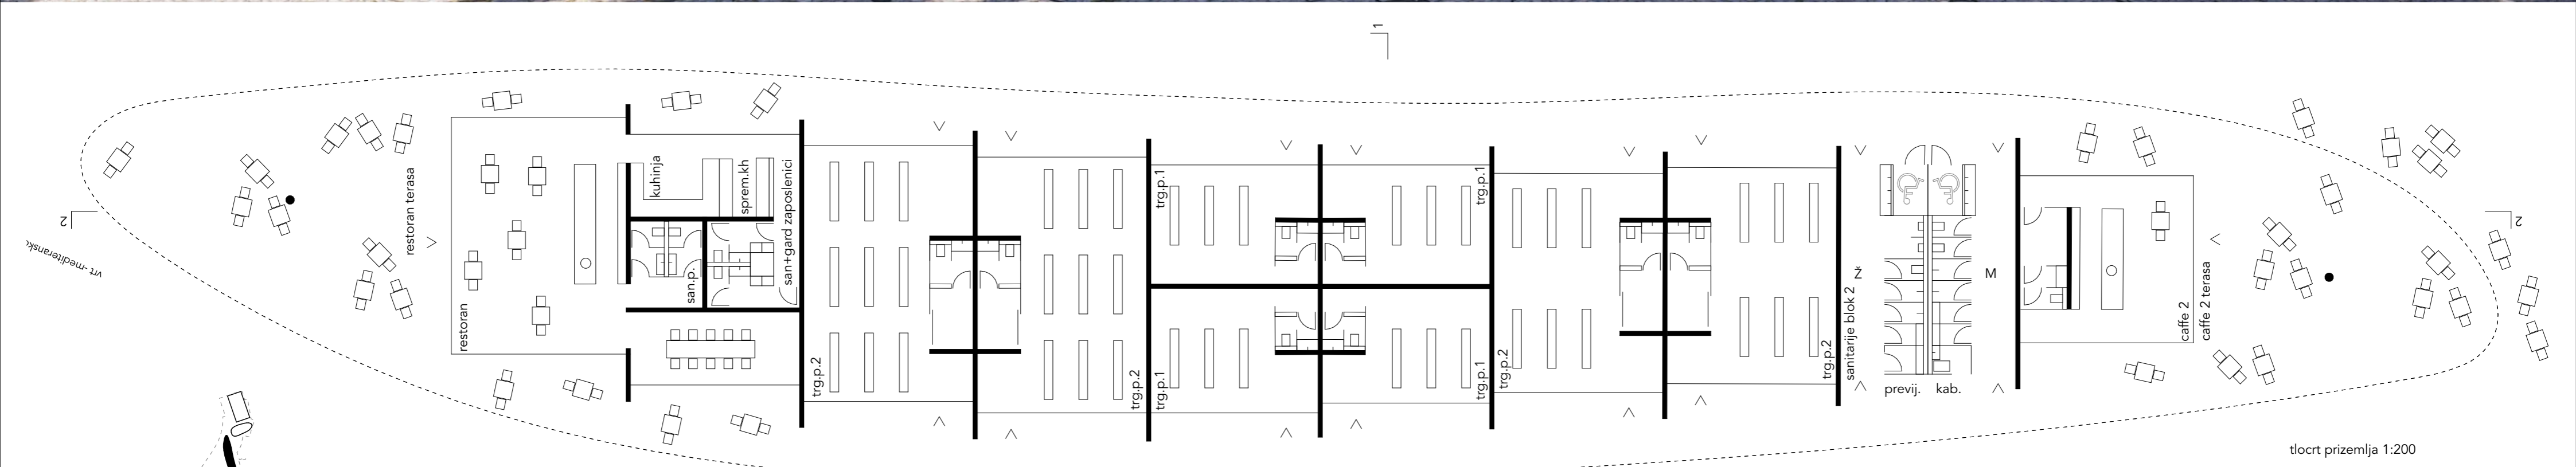 1
2
vrt-mediteransk
restoran terasa
restoran
kuhinja
sprem.kh
san.p.
san+gard zaposlenici
trg.p.2
trg.p.2
trg.p.1
trg.p.1
trg.p.1
trg.p.1
trg.p.2
trg.p.2
sanitarije blok 2
Ž
M
previj. kab.
caffe 2
caffe 2 terasa
2
tlocrt prizemlja 1:200